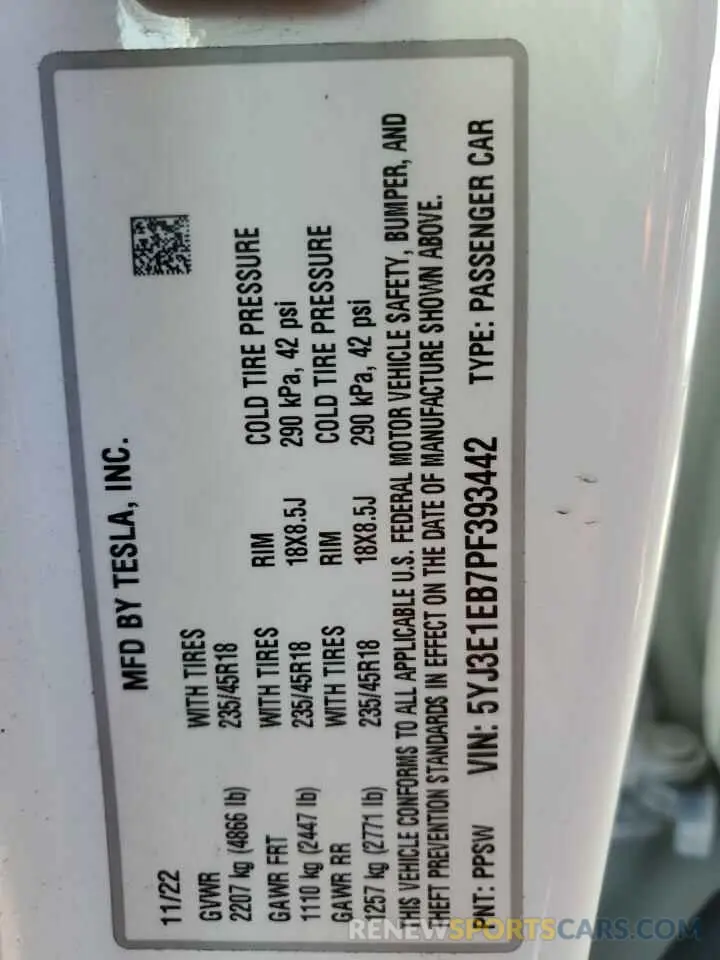 MFD BY TESLA, INC.
11/22
GVWR WITH TIRES
2207 kg (4866 lb) 235/45R18
GAWR FRT WITH TIRES RIM COLD TIRE PRESSURE
1110 kg (2447 lb) 235/45R18 18X8.5J 290 kPa, 42 psi
GAWR RR WITH TIRES RIM COLD TIRE PRESSURE
1257 kg (2771 lb) 235/45R18 18X8.5J 290 kPa, 42 psi
THIS VEHICLE CONFORMS TO ALL APPLICABLE U.S. FEDERAL MOTOR VEHICLE SAFETY, BUMPER, AND
THEFT PREVENTION STANDARDS IN EFFECT ON THE DATE OF MANUFACTURE SHOWN ABOVE.
PNT: PPSW VIN: 5YJ3E1EB7PF393442 TYPE: PASSENGER CAR
RENEWSPORTSCARS.COM